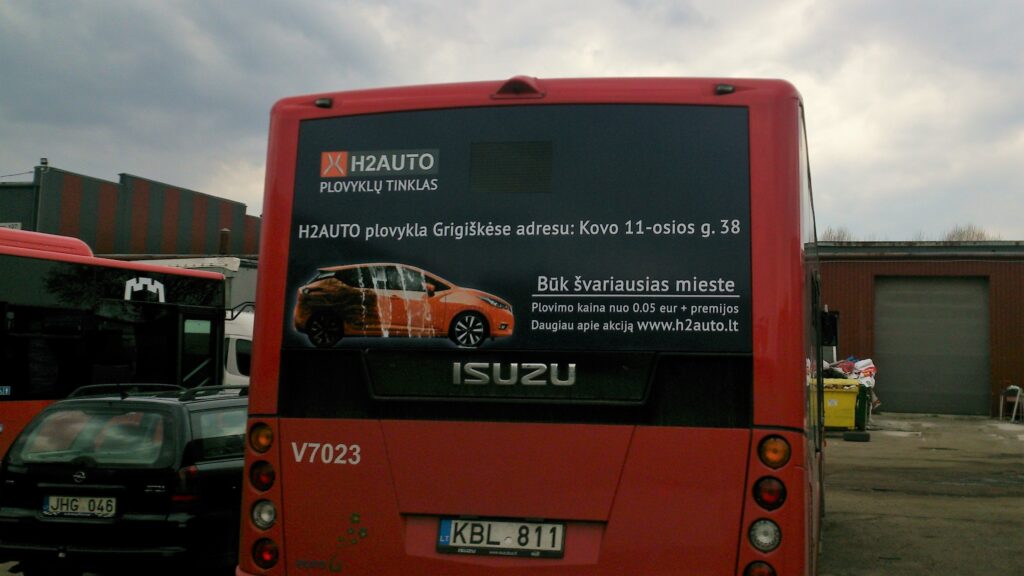 H2AUTO
PLOVYKLŲ TINKLAS
H2AUTO plovykla Grigiškėse adresu: Kovo 11-osios g. 38
Būk švariausias mieste
Plovimo kaina nuo 0.05 eur + premijos
Daugiau apie akciją www.h2auto.lt
ISUZU
V7023
JHG 046
LT KBL 811